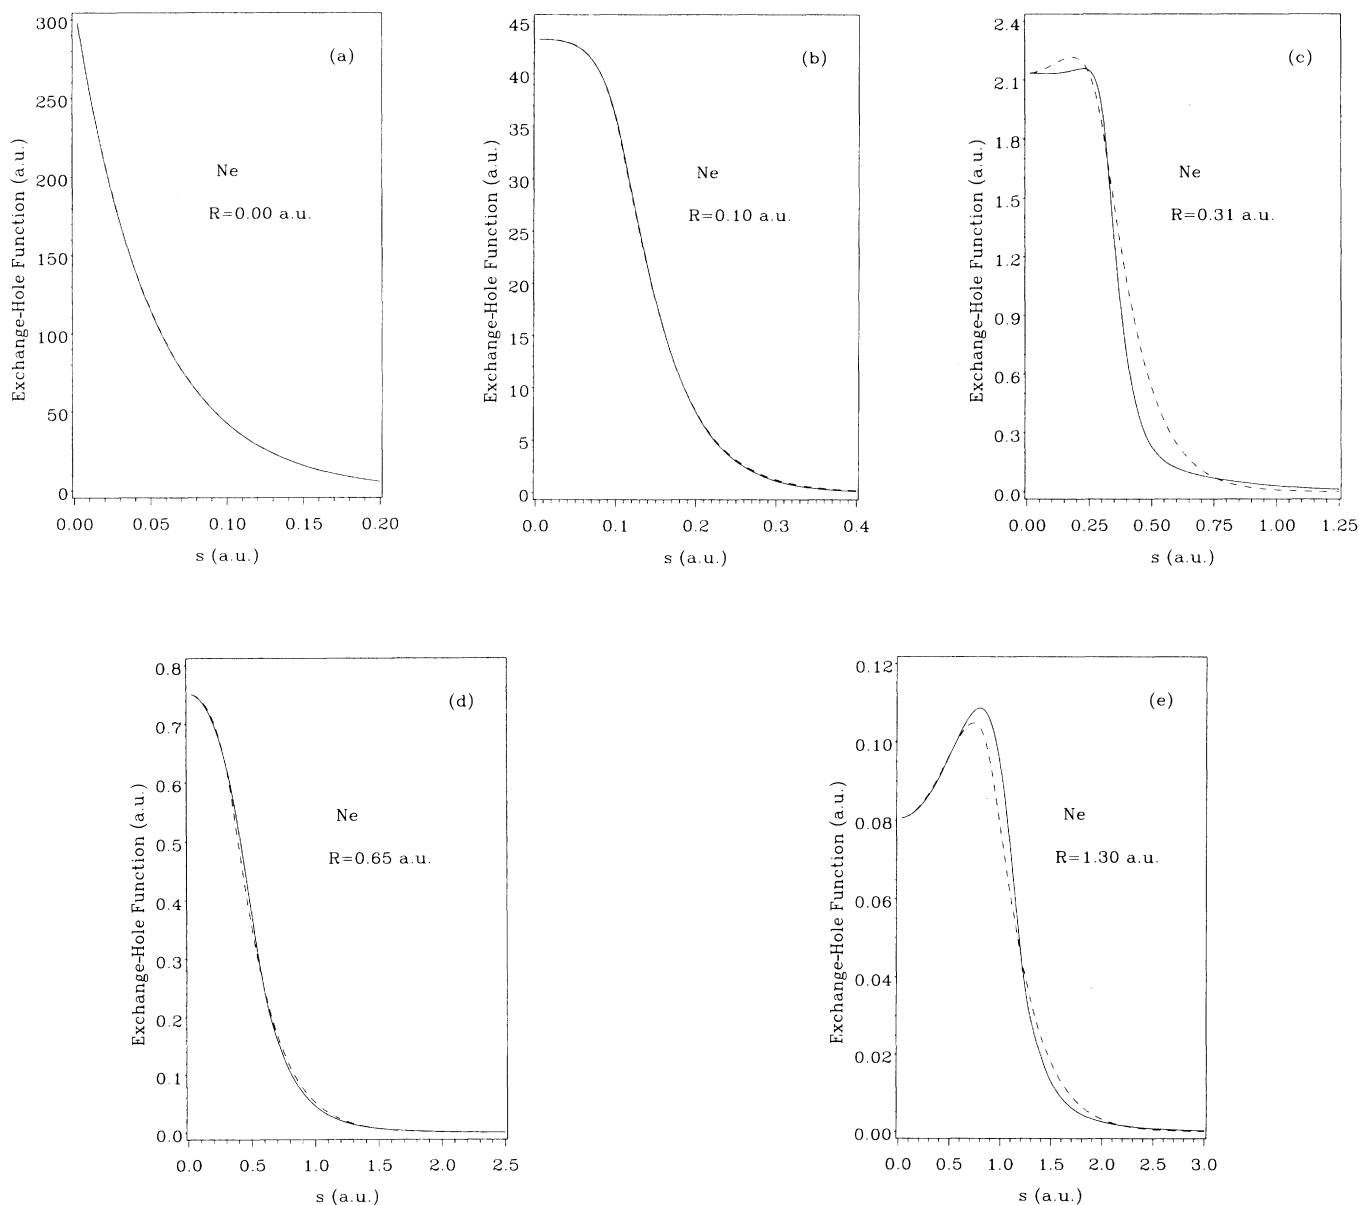 (a)
Ne
R=0.00 a.u.
Exchange-Hole Function (a.u.)
300
250
200
150
100
50
0
0.00 0.05 0.10 0.15 0.20
s (a.u.)
(b)
Ne
R=0.10 a.u.
Exchange-Hole Function (a.u.)
45
40
35
30
25
20
15
10
5
0
0.0 0.1 0.2 0.3 0.4
s (a.u.)
(c)
Ne
R=0.31 a.u.
Exchange-Hole Function (a.u.)
2.4
2.1
1.8
1.5
1.2
0.9
0.6
0.3
0.0
0.00 0.25 0.50 0.75 1.00 1.25
s (a.u.)
(d)
Ne
R=0.65 a.u.
Exchange-Hole Function (a.u.)
0.8
0.7
0.6
0.5
0.4
0.3
0.2
0.1
0.0
0.0 0.5 1.0 1.5 2.0 2.5
s (a.u.)
(e)
Ne
R=1.30 a.u.
Exchange-Hole Function (a.u.)
0.12
0.10
0.08
0.06
0.04
0.02
0.00
0.0 0.5 1.0 1.5 2.0 2.5 3.0
s (a.u.)